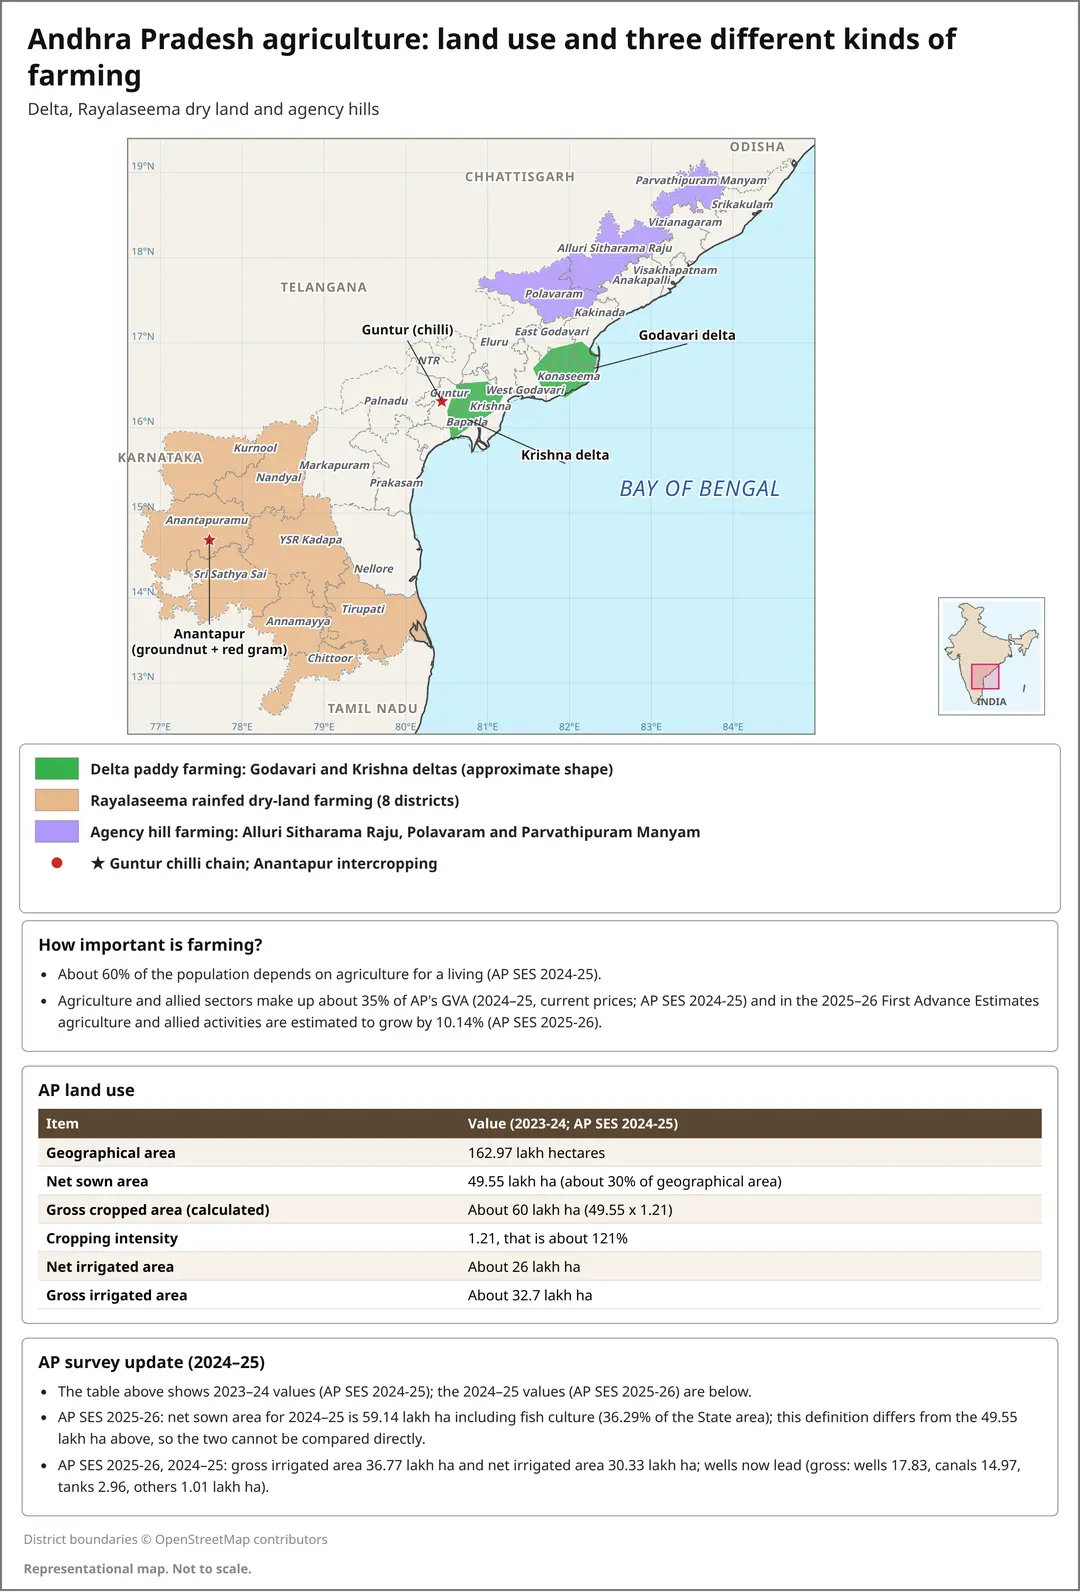 Andhra Pradesh agriculture: land use and three different kinds of
farming
Delta, Rayalaseema dry land and agency hills
ODISHA
19°N
CHHATTISGARH
Parvathipuram Manyam
Srikakulam
Vizianagaram
18°N
Alluri Sitharama Raju
Visakhapatnam
Anakapalli
TELANGANA
Polavaram
Kakinada
Guntur (chilli)
East Godavari
Godavari delta
17°N
Eluru
NTR
Konaseema
Guntur
West Godavari
Palnadu
Krishna
16°N
Bapatla
Kurnool
KARNATAKA
Krishna delta
Markapuram
Nandyal
Prakasam
BAY OF BENGAL
15°N
Anantapuramu
YSR Kadapa
Nellore
Sri Sathya Sai
14°N
Tirupati
Annamayya
Anantapur
(groundnut + red gram)
Chittoor
13°N
TAMIL NADU
77°E
78°E
79°E
80°E
81°E
82°E
83°E
84°E
INDIA
Delta paddy farming: Godavari and Krishna deltas (approximate shape)
Rayalaseema rainfed dry-land farming (8 districts)
Agency hill farming: Alluri Sitharama Raju, Polavaram and Parvathipuram Manyam
★ Guntur chilli chain; Anantapur intercropping
How important is farming?
• About 60% of the population depends on agriculture for a living (AP SES 2024-25).
• Agriculture and allied sectors make up about 35% of AP's GVA (2024–25, current prices; AP SES 2024-25) and in the 2025–26 First Advance Estimates
agriculture and allied activities are estimated to grow by 10.14% (AP SES 2025-26).
AP land use
Item Value (2023-24; AP SES 2024-25)
Geographical area 162.97 lakh hectares
Net sown area 49.55 lakh ha (about 30% of geographical area)
Gross cropped area (calculated) About 60 lakh ha (49.55 x 1.21)
Cropping intensity 1.21, that is about 121%
Net irrigated area About 26 lakh ha
Gross irrigated area About 32.7 lakh ha
AP survey update (2024–25)
• The table above shows 2023–24 values (AP SES 2024-25); the 2024–25 values (AP SES 2025-26) are below.
• AP SES 2025-26: net sown area for 2024–25 is 59.14 lakh ha including fish culture (36.29% of the State area); this definition differs from the 49.55
lakh ha above, so the two cannot be compared directly.
• AP SES 2025-26, 2024–25: gross irrigated area 36.77 lakh ha and net irrigated area 30.33 lakh ha; wells now lead (gross: wells 17.83, canals 14.97,
tanks 2.96, others 1.01 lakh ha).
District boundaries © OpenStreetMap contributors
Representational map. Not to scale.